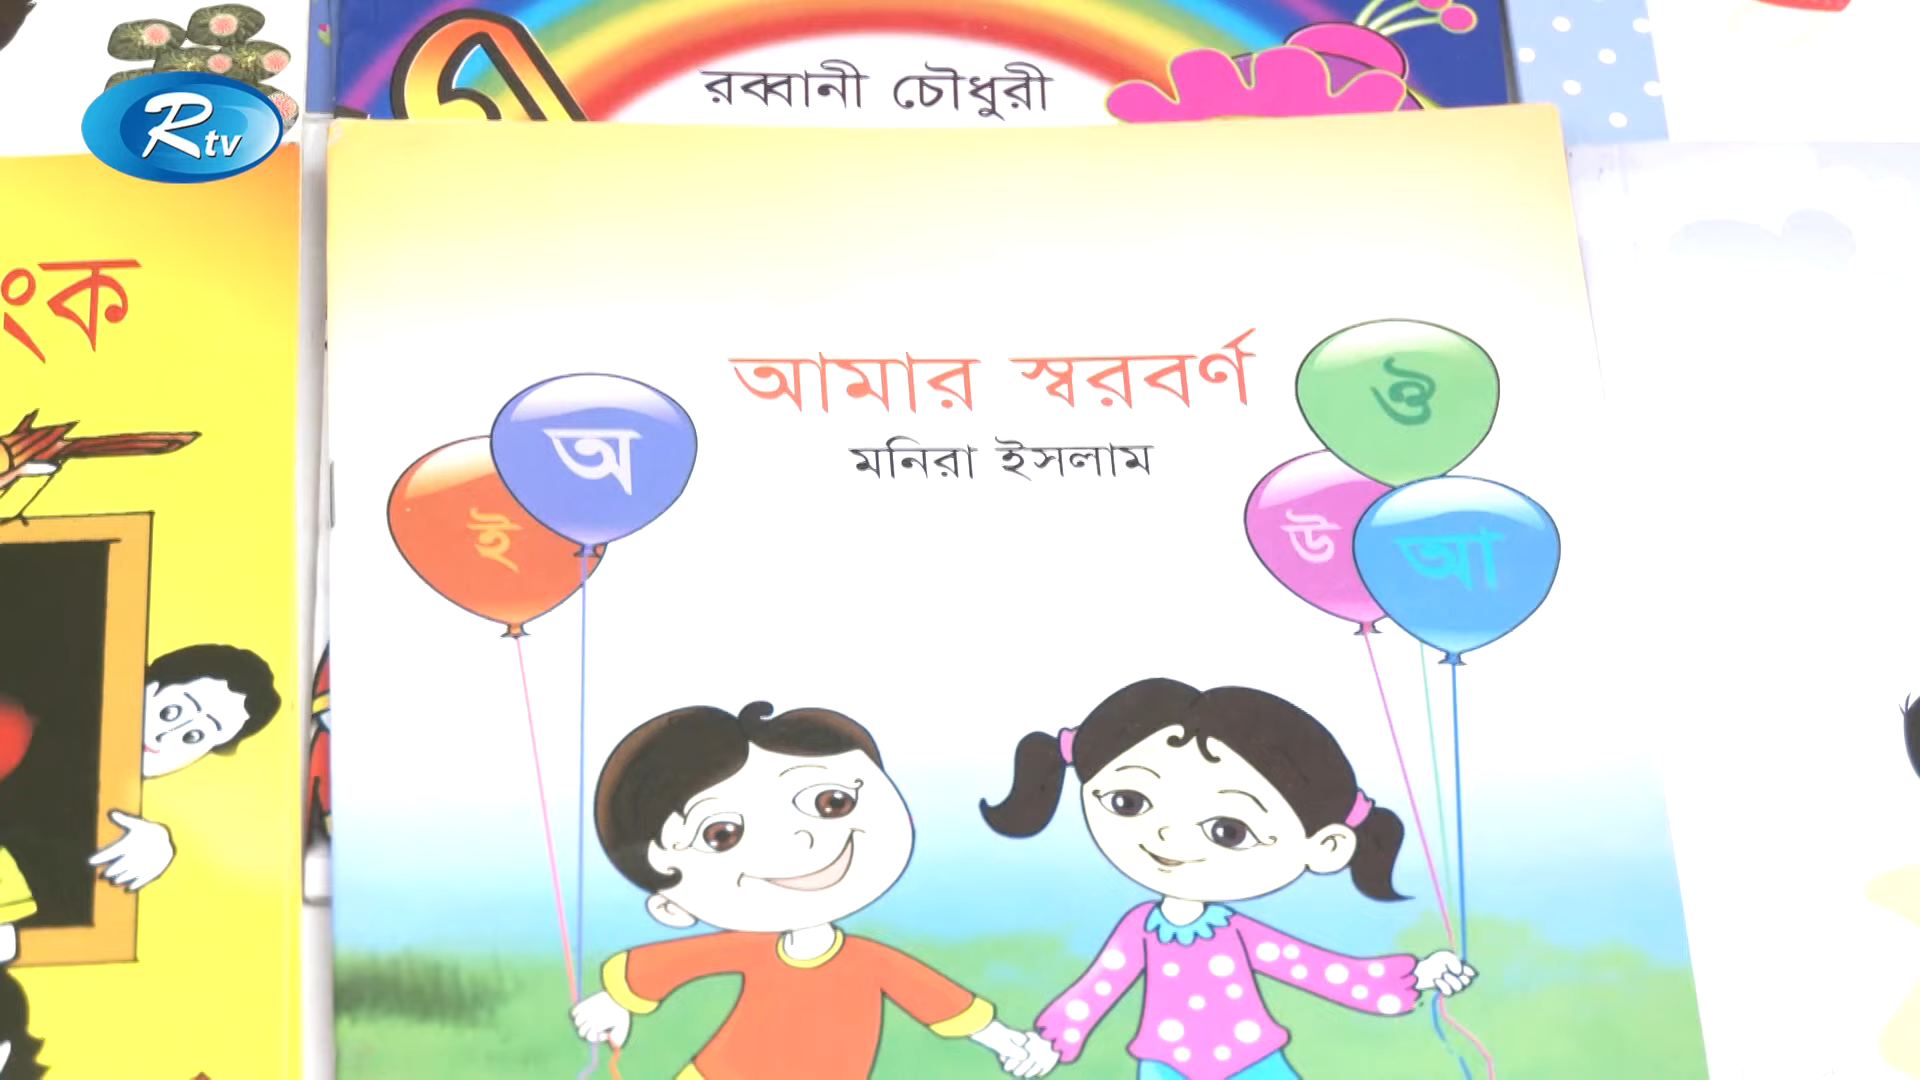 Rtv
রব্বানী চৌধুরী
ংক
আমার স্বরবর্ণ
মনিরা ইসলাম
অ
ই
ঔ
উ
আ